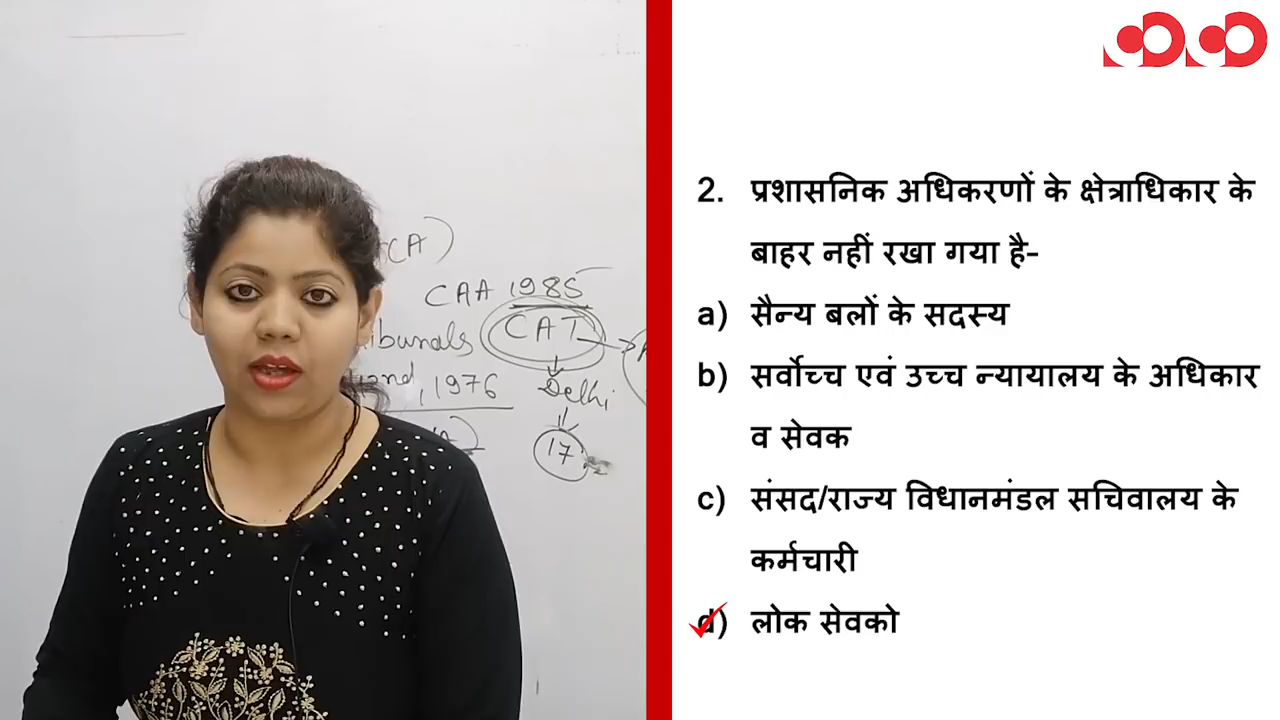 CA)
CAA 1985
CAT
Delhi
, 1976
17
2. प्रशासनिक अधिकरणों के क्षेत्राधिकार के
बाहर नहीं रखा गया है-
a) सैन्य बलों के सदस्य
b) सर्वोच्च एवं उच्च न्यायालय के अधिकार
व सेवक
c) संसद/राज्य विधानमंडल सचिवालय के
कर्मचारी
d) लोक सेवको